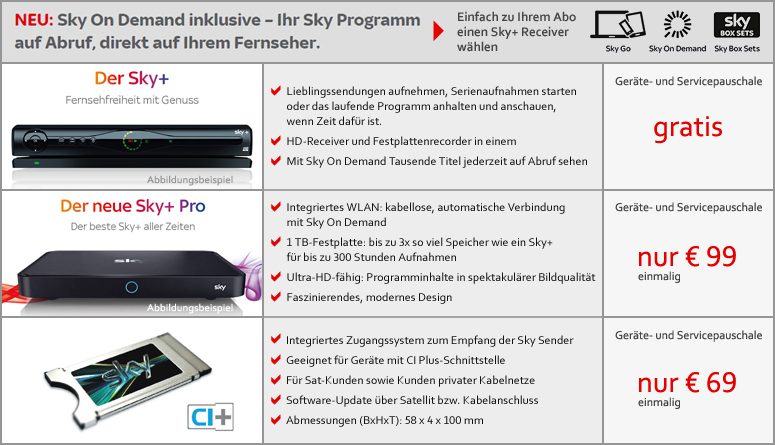 NEU: Sky On Demand inklusive – Ihr Sky Programm
auf Abruf, direkt auf Ihrem Fernseher.
Einfach zu Ihrem Abo
einen Sky+ Receiver
wählen
Sky Go
Sky On Demand
sky
BOX SETS
Sky Box Sets
Der Sky+
Fernsehfreiheit mit Genuss
sky+
Abbildungsbeispiel
Lieblingssendungen aufnehmen, Serienaufnahmen starten
oder das laufende Programm anhalten und anschauen,
wenn Zeit dafür ist.
HD-Receiver und Festplattenrecorder in einem
Mit Sky On Demand Tausende Titel jederzeit auf Abruf sehen
Geräte- und Servicepauschale
gratis
Der neue Sky+ Pro
Der beste Sky+ aller Zeiten
sky
sky
Abbildungsbeispiel
Integriertes WLAN: kabellose, automatische Verbindung
mit Sky On Demand
1 TB-Festplatte: bis zu 3x so viel Speicher wie ein Sky+
für bis zu 300 Stunden Aufnahmen
Ultra-HD-fähig: Programminhalte in spektakulärer Bildqualität
Faszinierendes, modernes Design
Geräte- und Servicepauschale
nur € 99
einmalig
sky
CI+
Integriertes Zugangssystem zum Empfang der Sky Sender
Geeignet für Geräte mit CI Plus-Schnittstelle
Für Sat-Kunden sowie Kunden privater Kabelnetze
Software-Update über Satellit bzw. Kabelanschluss
Abmessungen (BxHxT): 58 x 4 x 100 mm
Geräte- und Servicepauschale
nur € 69
einmalig